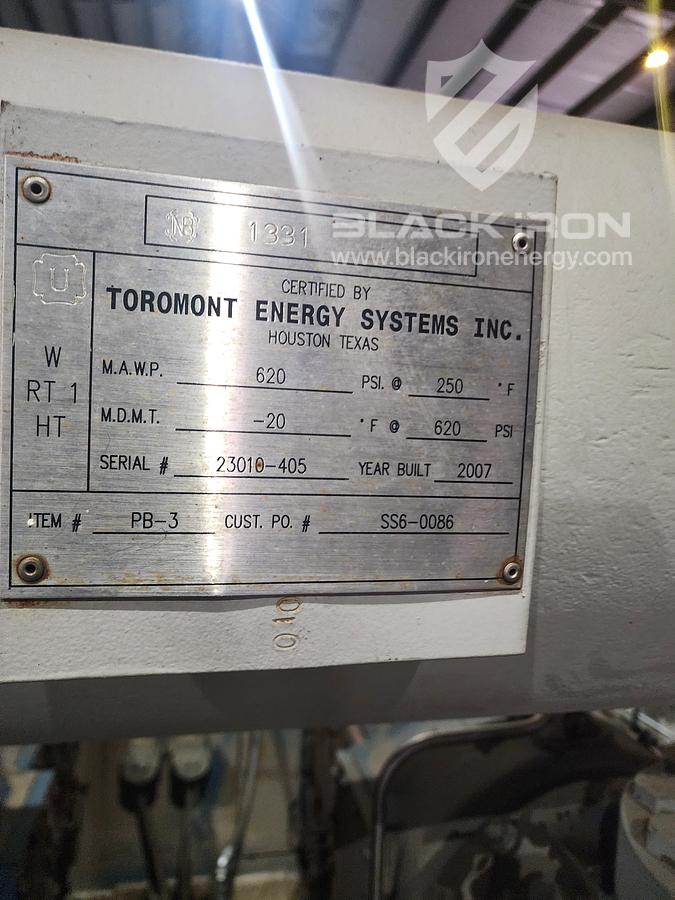 NB 1331
BLACK IRON
www.blackironenergy.com
U
CERTIFIED BY
TOROMONT ENERGY SYSTEMS INC.
HOUSTON TEXAS
W
RT 1
HT
M.A.W.P. 620 PSI. @ 250 °F
M.D.M.T. -20 °F @ 620 PSI
SERIAL # 23010-405 YEAR BUILT 2007
ITEM # PB-3 CUST. PO. # SS6-0086
010